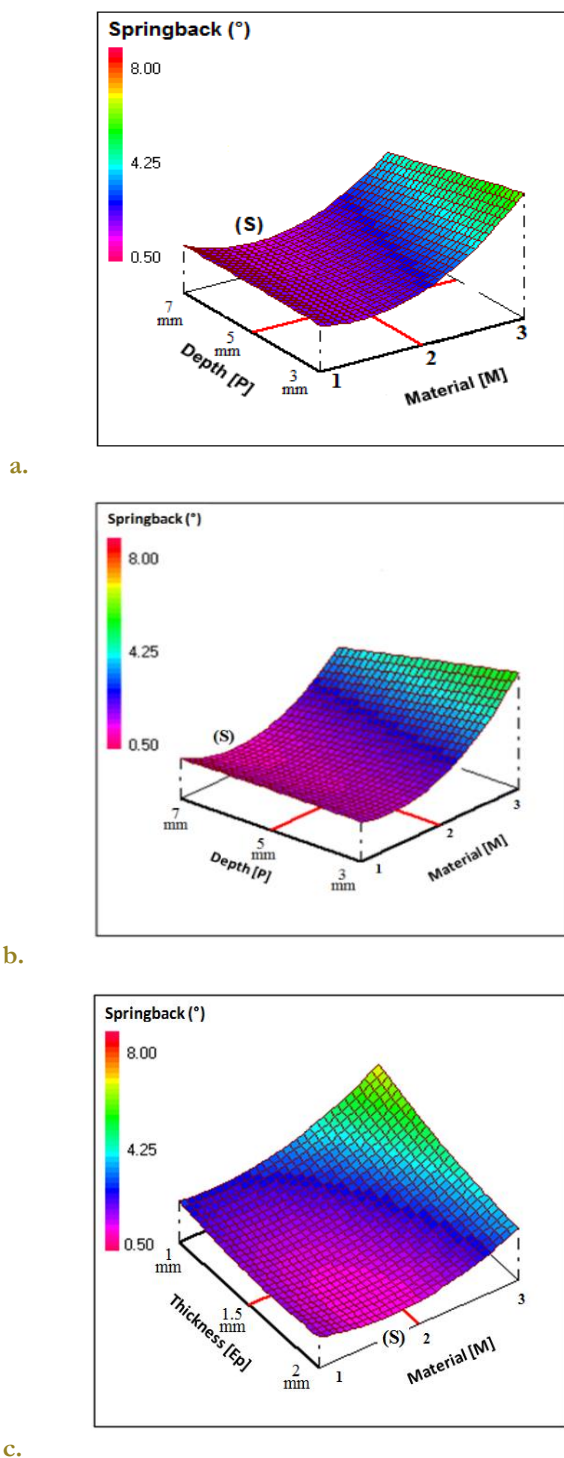 Springback (°)
8.00
4.25
0.50
(S)
7
mm
5
mm
3
mm
Depth [P]
1
2
3
Material [M]
a.
Springback (°)
8.00
4.25
0.50
(S)
7
mm
5
mm
3
mm
Depth [P]
1
2
3
Material [M]
b.
Springback (°)
8.00
4.25
0.50
1
mm
1.5
mm
2
mm
Thickness [Ep]
(S)
1
2
3
Material [M]
c.